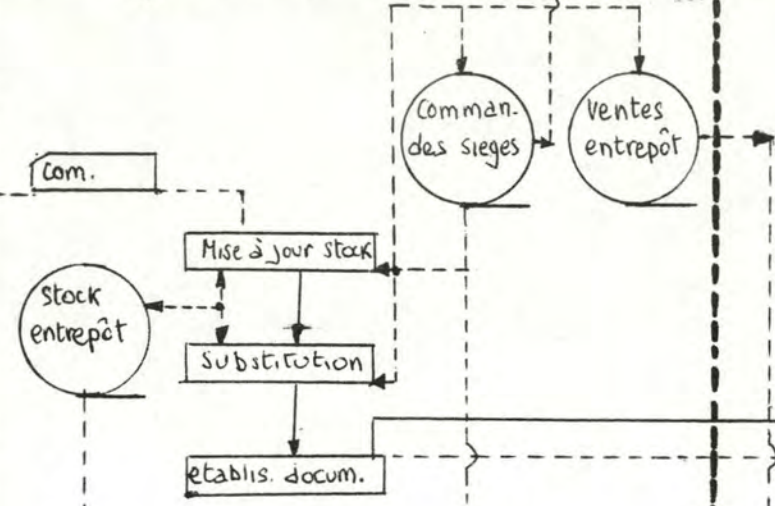 Comman-
des sieges
Ventes
entrepôt
com.
Mise à jour stock
Stock
entrepôt
Substitution
etablis. docum.